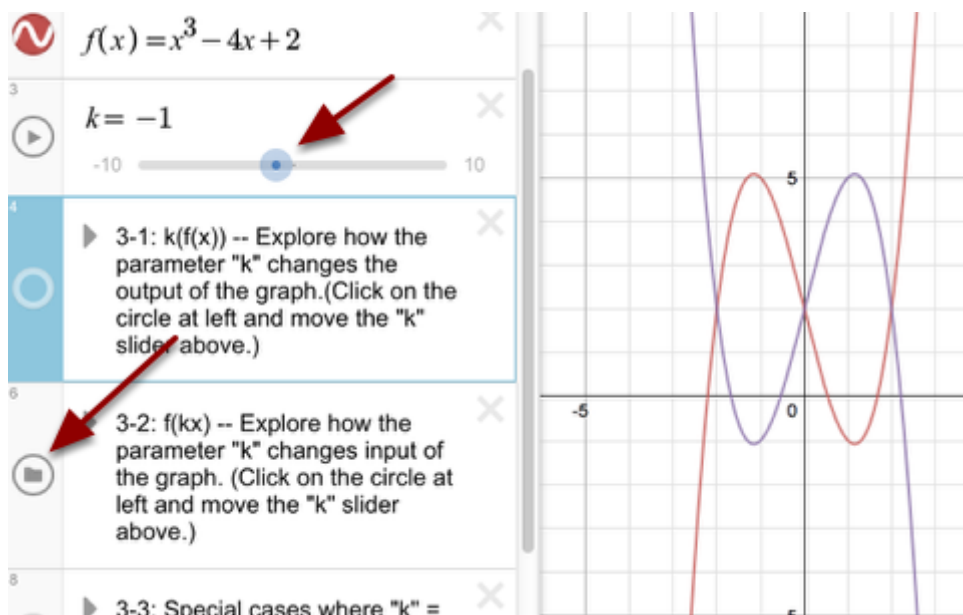 f(x) = x³ – 4x + 2
3
k = −1
-10
10
4
3-1: k(f(x)) -- Explore how the
parameter "k" changes the
output of the graph.(Click on the
circle at left and move the "k"
slider above.)
6
3-2: f(kx) -- Explore how the
parameter "k" changes input of
the graph. (Click on the circle at
left and move the "k" slider
above.)
8
3-3: Special cases where "k" =
5
-5
0